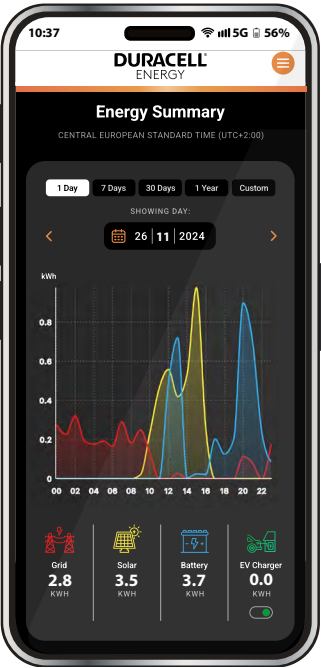 10:37 5G 56%
DURACELL
ENERGY
Energy Summary
CENTRAL EUROPEAN STANDARD TIME (UTC+2:00)
1 Day 7 Days 30 Days 1 Year Custom
SHOWING DAY:
26 11 2024
kWh
0.8
0.6
0.4
0.2
0
00 02 04 06 08 10 12 14 16 18 20 22
Grid Solar Battery EV Charger
2.8 3.5 3.7 0.0
KWH KWH KWH KWH